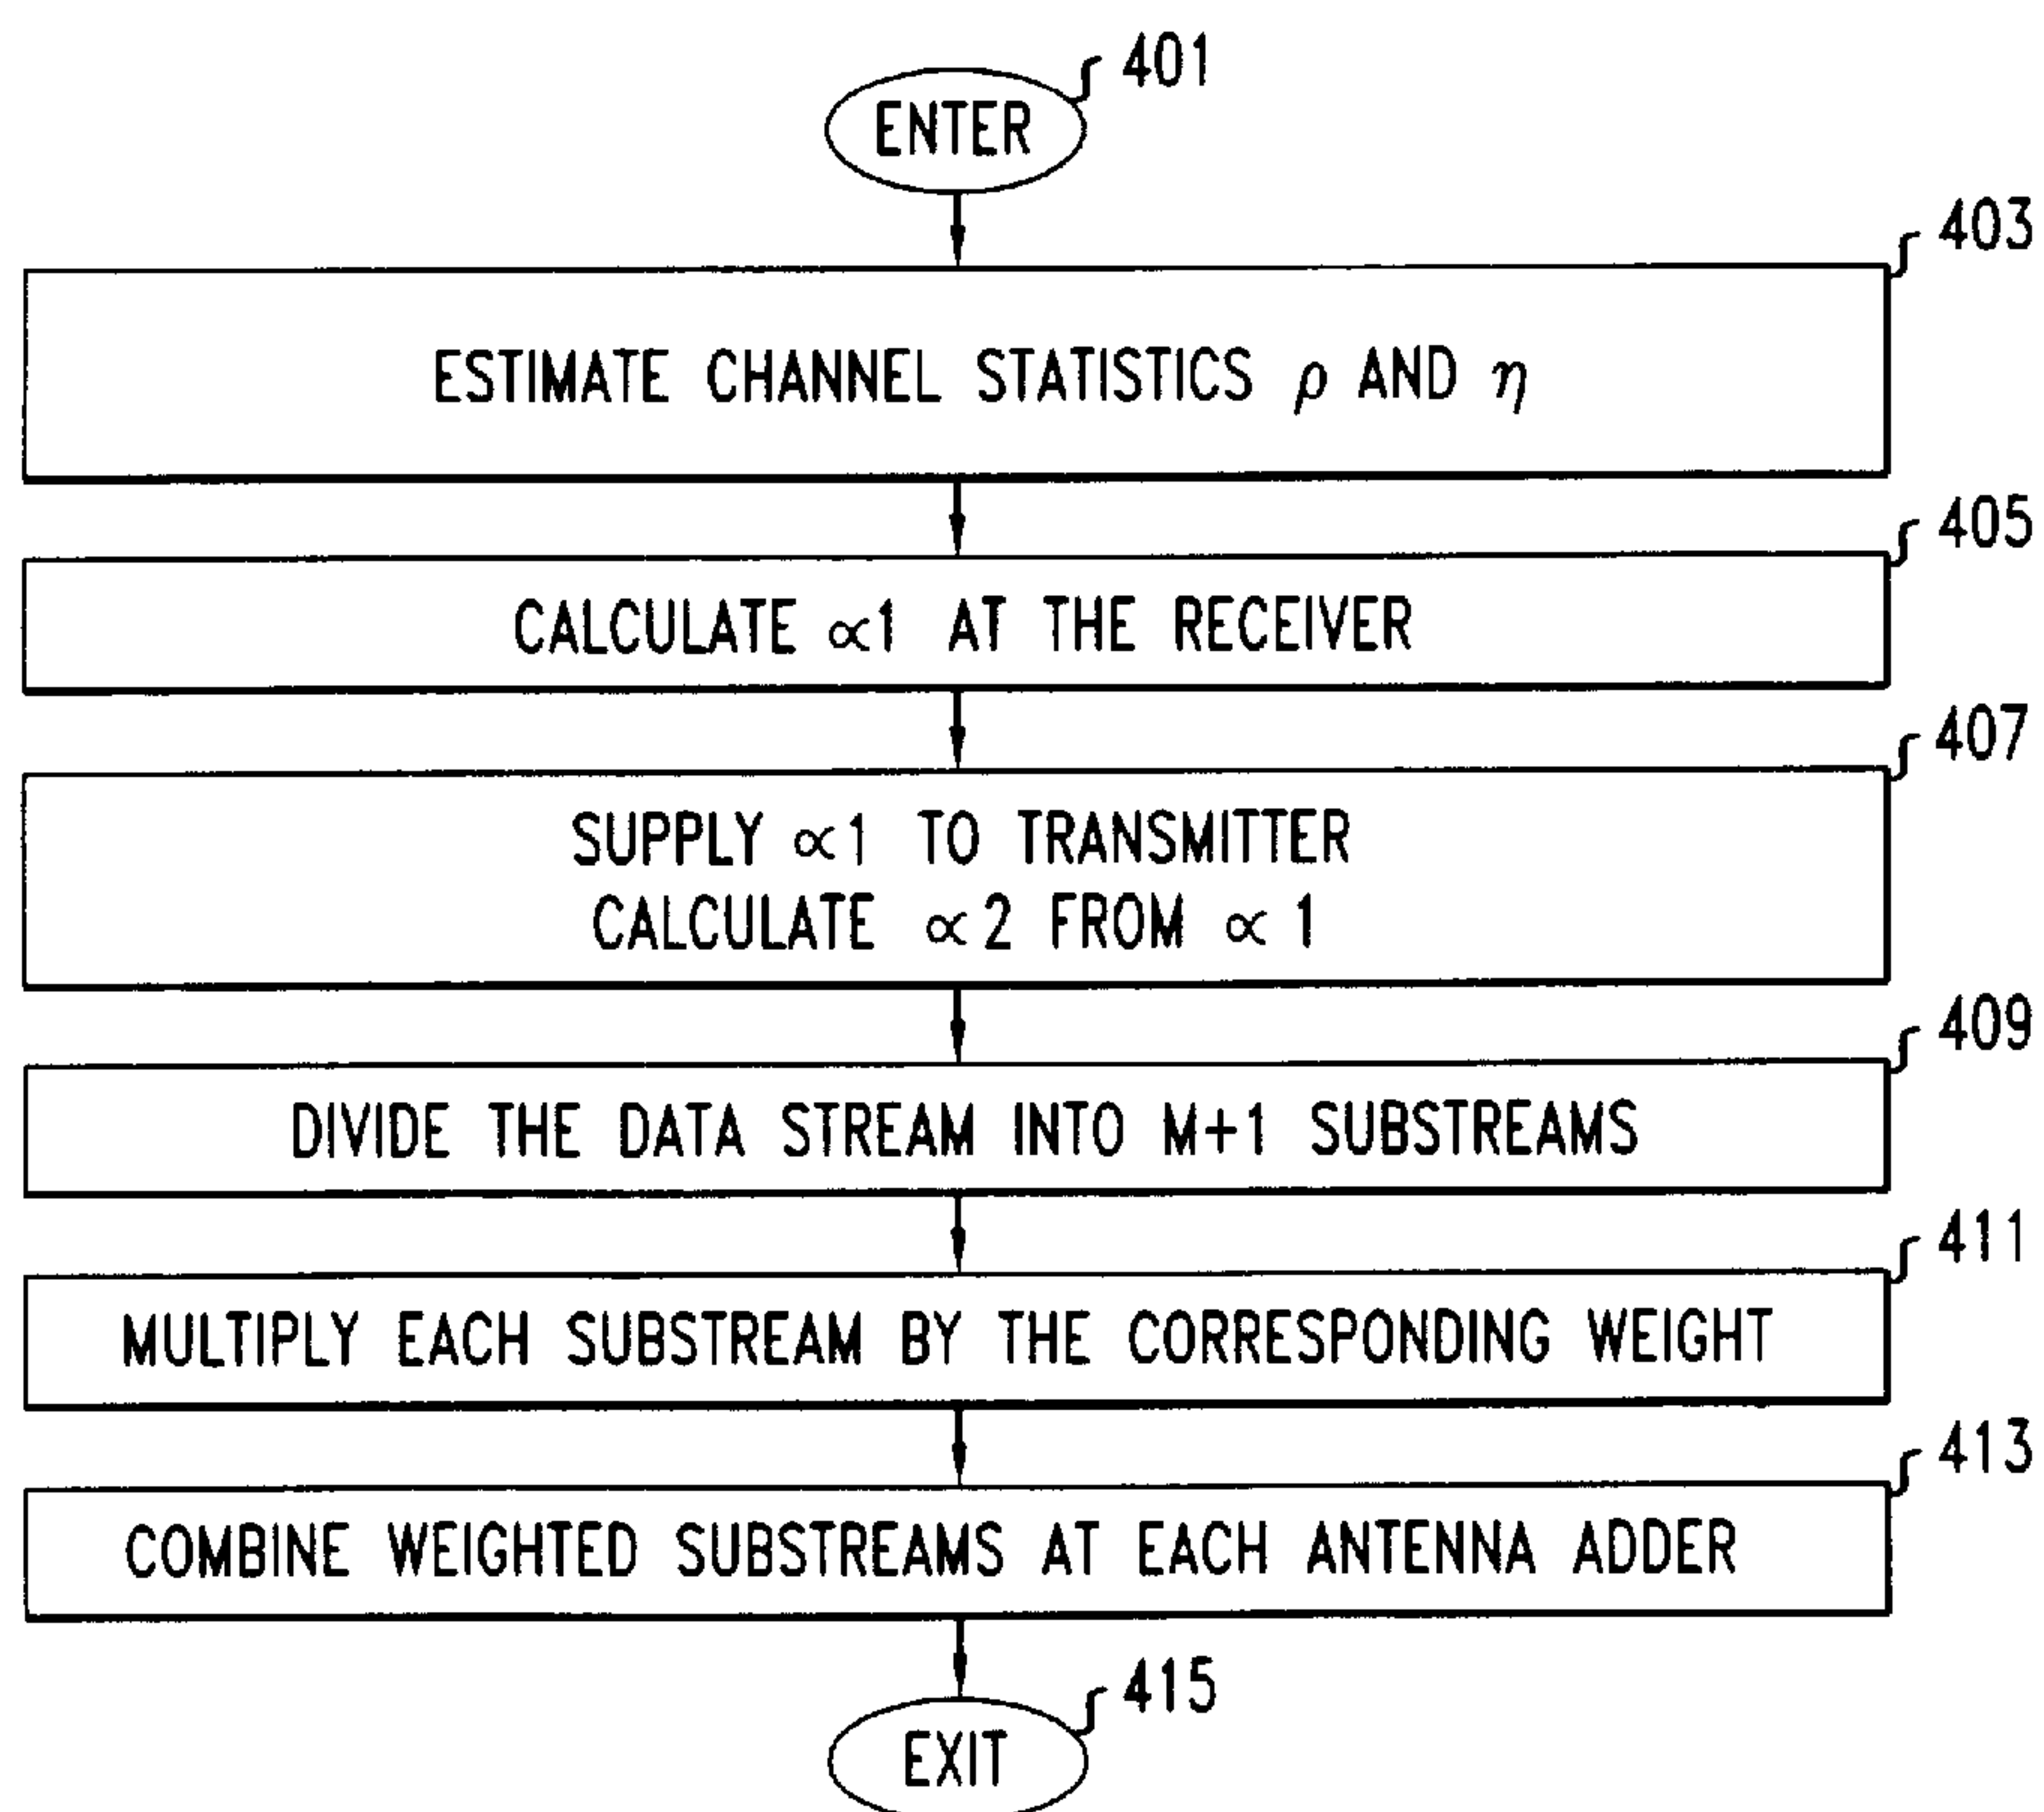 401
ENTER
403
ESTIMATE CHANNEL STATISTICS ρ AND η
405
CALCULATE ∝1 AT THE RECEIVER
407
SUPPLY ∝1 TO TRANSMITTER
CALCULATE ∝2 FROM ∝ 1
409
DIVIDE THE DATA STREAM INTO M+1 SUBSTREAMS
411
MULTIPLY EACH SUBSTREAM BY THE CORRESPONDING WEIGHT
413
COMBINE WEIGHTED SUBSTREAMS AT EACH ANTENNA ADDER
415
EXIT